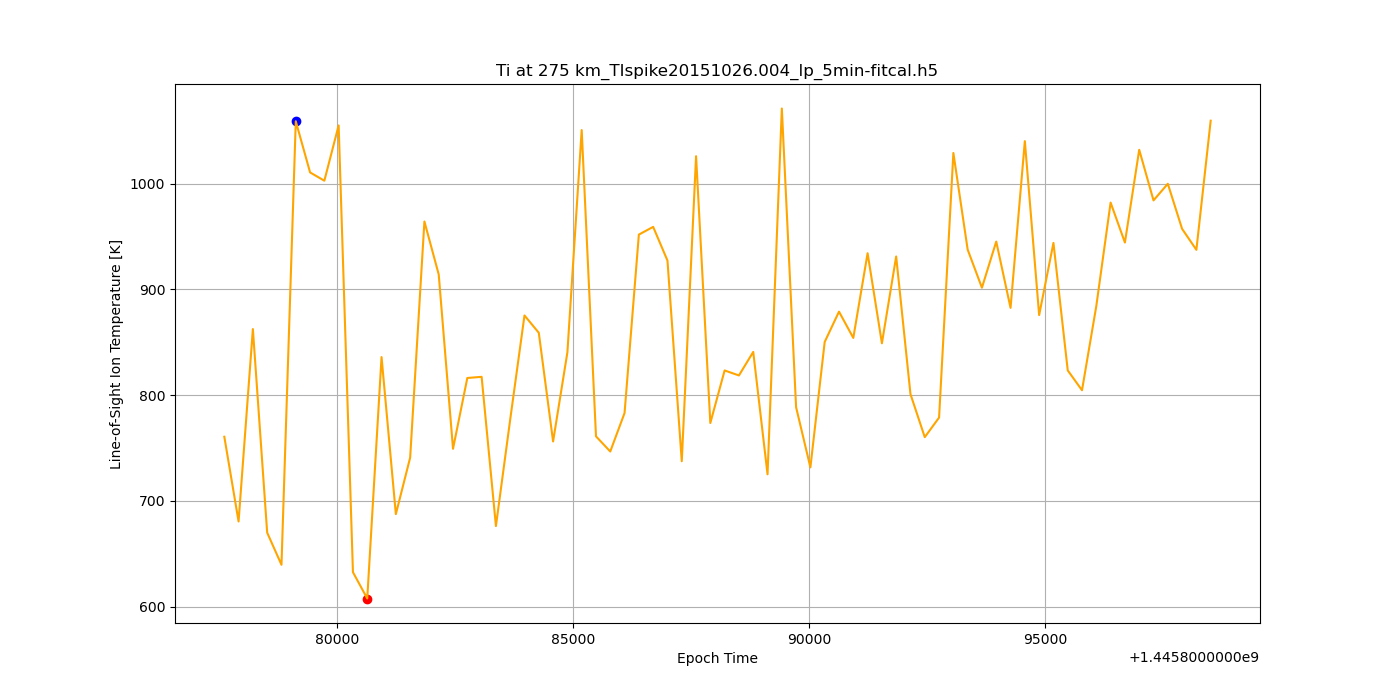 Ti at 275 km_TIspike20151026.004_lp_5min-fitcal.h5
Line-of-Sight Ion Temperature [K]
1000
900
800
700
600
80000 85000 90000 95000
Epoch Time
+1.4458000000e9